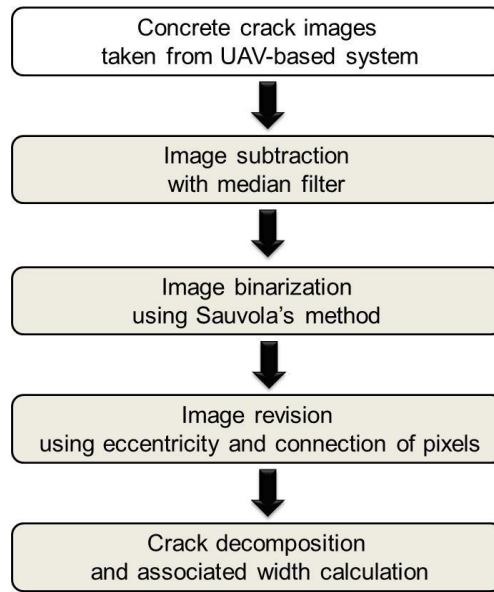 Concrete crack images
taken from UAV-based system
Image subtraction
with median filter
Image binarization
using Sauvola’s method
Image revision
using eccentricity and connection of pixels
Crack decomposition
and associated width calculation